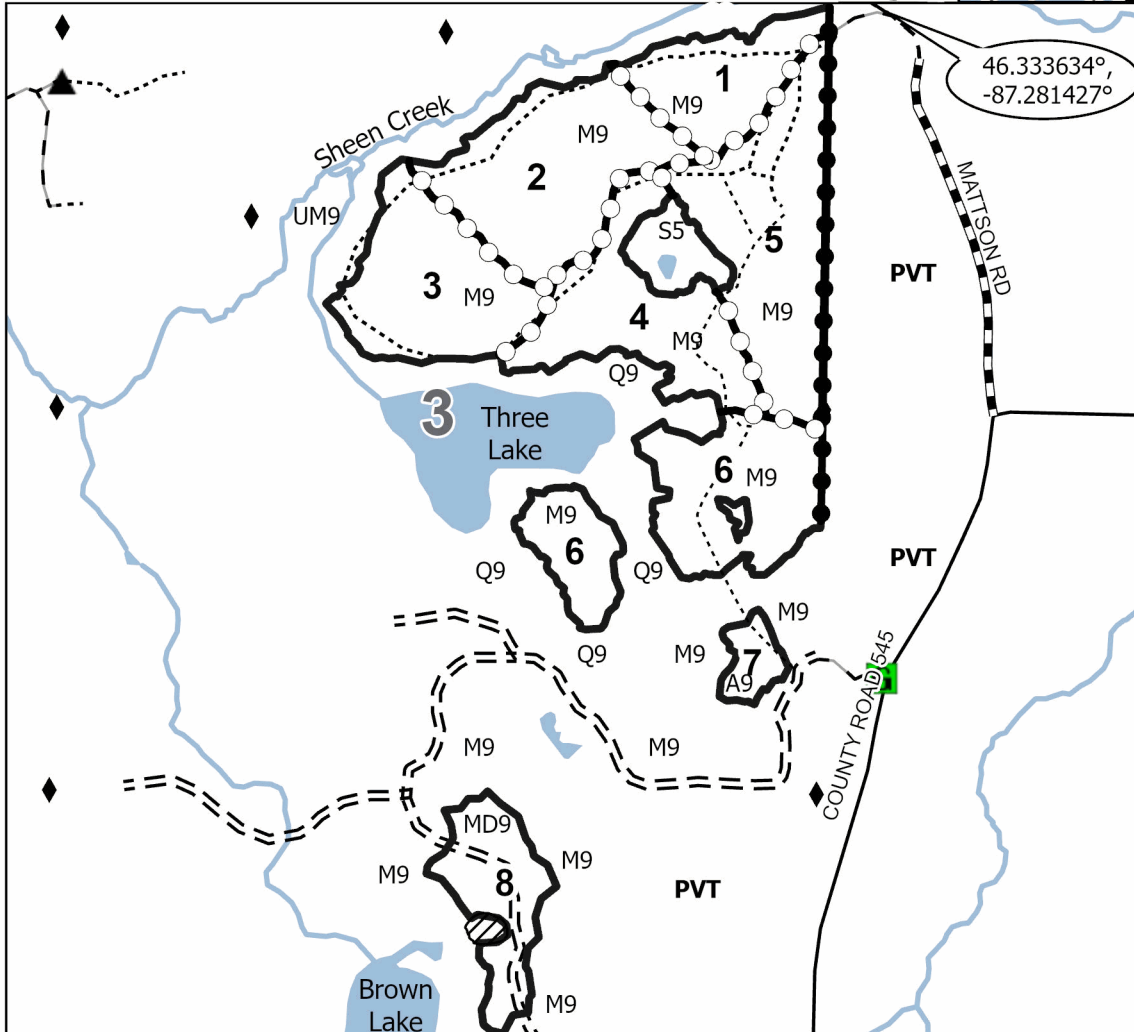 46.333634°,
-87.281427°
1
M9
M9
Sheen Creek
2
MATTSON RD
UM9
S5
5
PVT
3
M9
4
M9
M9
Q9
3
Three
Lake
6
M9
M9
6
Q9
Q9
PVT
M9
Q9
M9
7
A9
COUNTY ROAD 545
M9
M9
MD9
M9
M9
8
PVT
Brown
Lake
M9